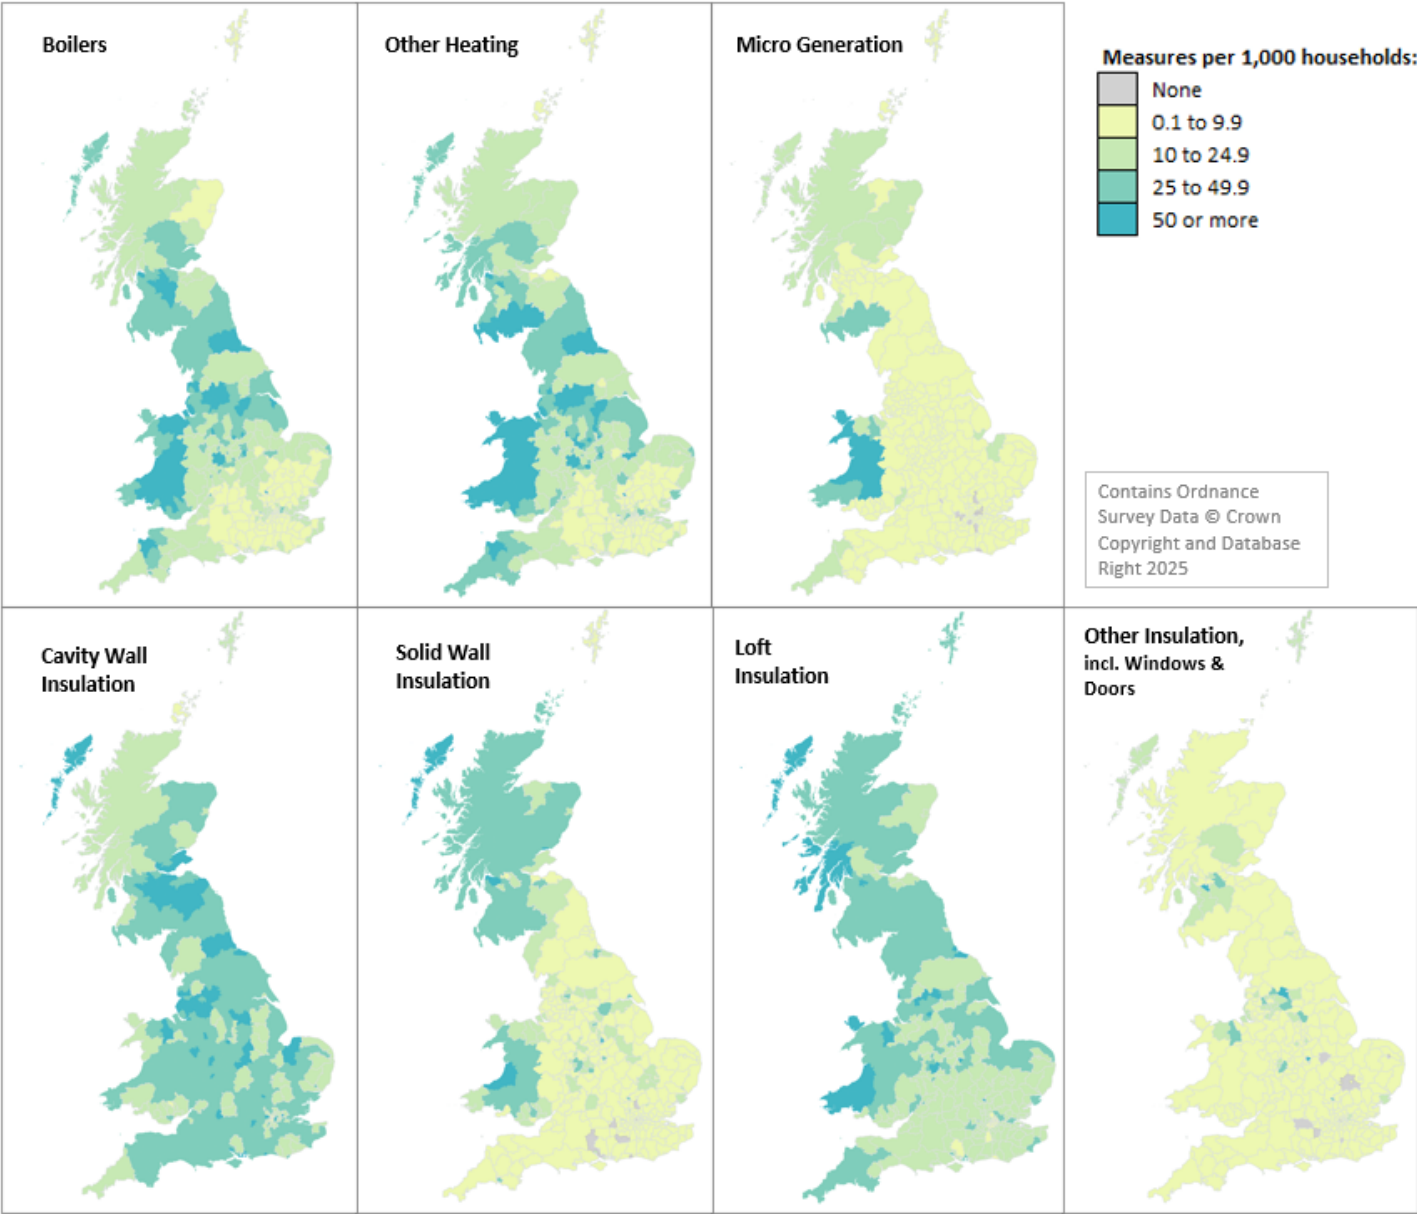 Boilers
Other Heating
Micro Generation
Measures per 1,000 households:
None
0.1 to 9.9
10 to 24.9
25 to 49.9
50 or more
Contains Ordnance
Survey Data © Crown
Copyright and Database
Right 2025
Cavity Wall
Insulation
Solid Wall
Insulation
Loft
Insulation
Other Insulation,
incl. Windows &
Doors